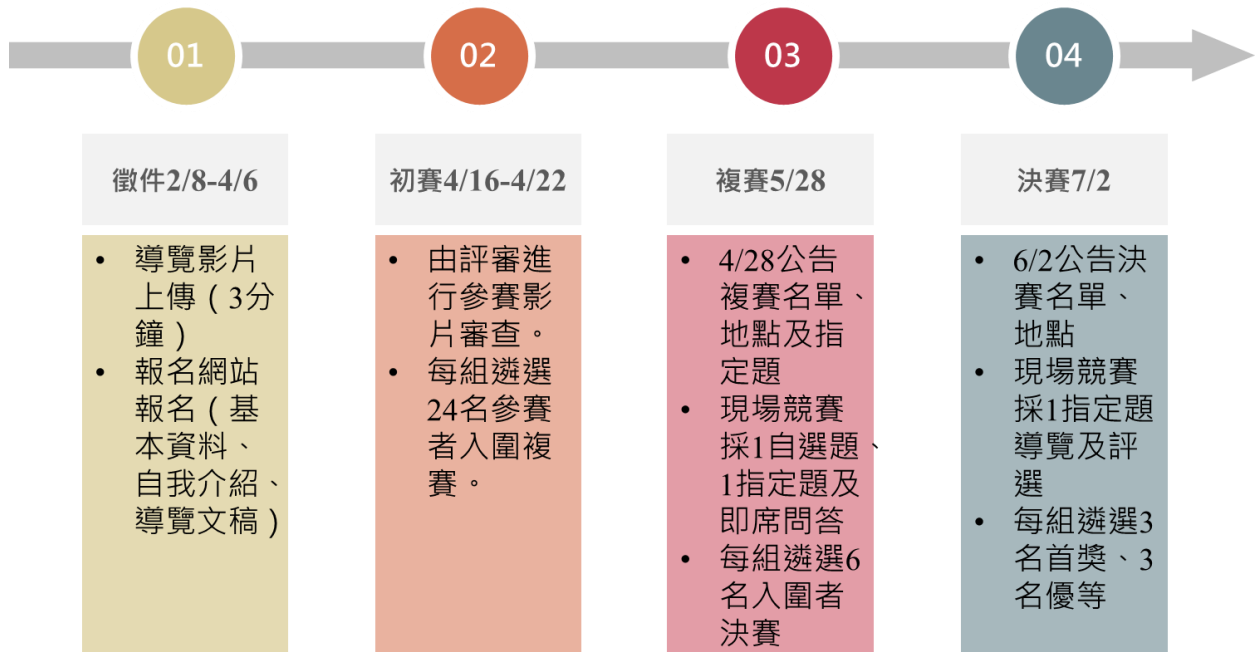 01
02
03
04
徵件2/8-4/6
初賽4/16-4/22
複賽5/28
決賽7/2
• 導覽影片
上傳（3分
鐘）
• 報名網站
報名（基
本資料、
自我介紹、
導覽文稿）
• 由評審進
行參賽影
片審查。
• 每組遴選
24名參賽
者入圍複
賽。
• 4/28公告
複賽名單、
地點及指
定題
• 現場競賽
採1自選題、
1指定題及
即席問答
• 每組遴選6
名入圍者
決賽
• 6/2公告決
賽名單、
地點
• 現場競賽
採1指定題
導覽及評
選
• 每組遴選3
名首獎、3
名優等